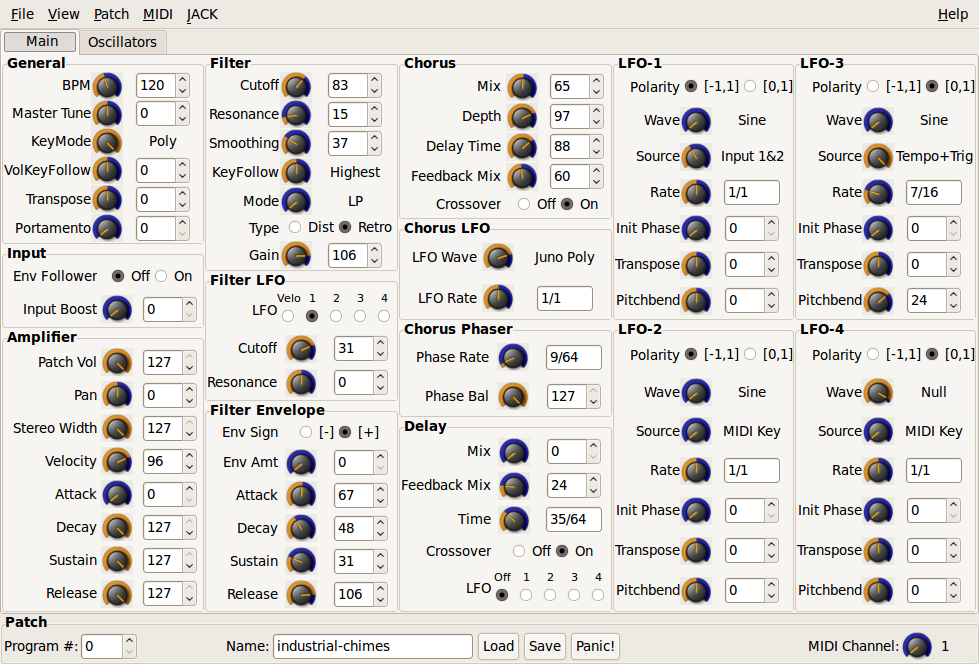 File View Patch MIDI JACK Help
Main Oscillators
General
BPM 120
Master Tune 0
KeyMode Poly
VolKeyFollow 0
Transpose 0
Portamento 0
Input
Env Follower Off On
Input Boost 0
Amplifier
Patch Vol 127
Pan 0
Stereo Width 127
Velocity 96
Attack 0
Decay 127
Sustain 127
Release 127
Filter
Cutoff 83
Resonance 15
Smoothing 37
KeyFollow Highest
Mode LP
Type Dist Retro
Gain 106
Filter LFO
Velo 1 2 3 4
LFO
Cutoff 31
Resonance 0
Filter Envelope
Env Sign [-] [+]
Env Amt 0
Attack 67
Decay 48
Sustain 31
Release 106
Chorus
Mix 65
Depth 97
Delay Time 88
Feedback Mix 60
Crossover Off On
Chorus LFO
LFO Wave Juno Poly
LFO Rate 1/1
Chorus Phaser
Phase Rate 9/64
Phase Bal 127
Delay
Mix 0
Feedback Mix 24
Time 35/64
Crossover Off On
Off 1 2 3 4
LFO
LFO-1
Polarity [-1,1] [0,1]
Wave Sine
Source Input 1&2
Rate 1/1
Init Phase 0
Transpose 0
Pitchbend 0
LFO-2
Polarity [-1,1] [0,1]
Wave Sine
Source MIDI Key
Rate 1/1
Init Phase 0
Transpose 0
Pitchbend 0
LFO-3
Polarity [-1,1] [0,1]
Wave Sine
Source Tempo+Trig
Rate 7/16
Init Phase 0
Transpose 0
Pitchbend 24
LFO-4
Polarity [-1,1] [0,1]
Wave Null
Source MIDI Key
Rate 1/1
Init Phase 0
Transpose 0
Pitchbend 0
Patch
Program #: 0 Name: industrial-chimes Load Save Panic! MIDI Channel: 1